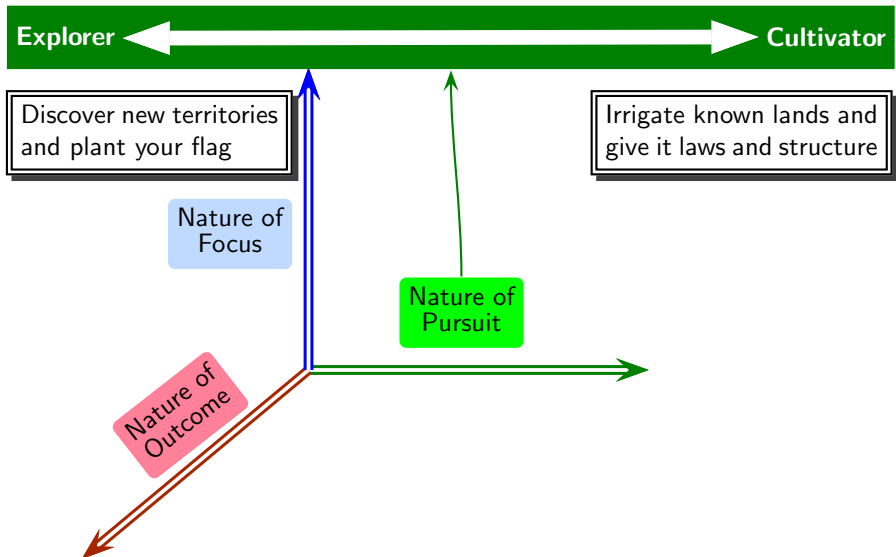 Explorer
Cultivator
Discover new territories
and plant your flag
Irrigate known lands and
give it laws and structure
Nature of
Focus
Nature of
Pursuit
Nature of
Outcome